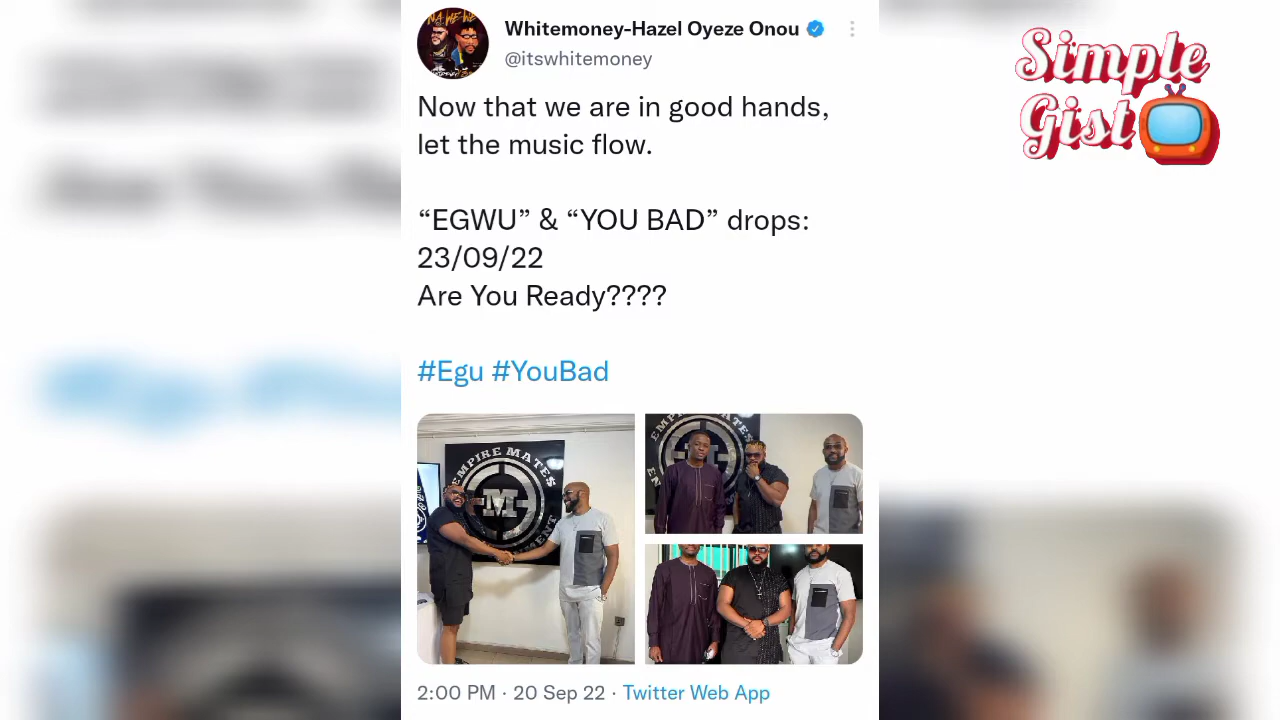 Whitemoney-Hazel Oyeze Onou
@itswhitemoney
Now that we are in good hands,
let the music flow.
“EGWU” & “YOU BAD” drops:
23/09/22
Are You Ready????
#Egu #YouBad
EMPIRE MATE$
M
2:00 PM · 20 Sep 22 · Twitter Web App
Simple
Gist